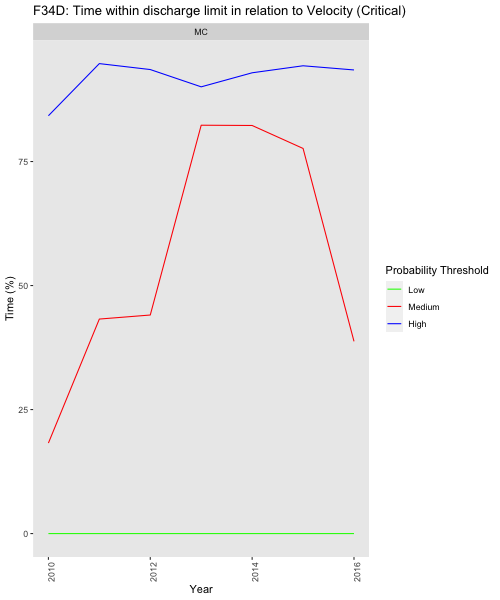 F34D: Time within discharge limit in relation to Velocity (Critical)
MC
75
50
25
0
Time (%)
2010
2012
2014
2016
Year
Probability Threshold
Low
Medium
High